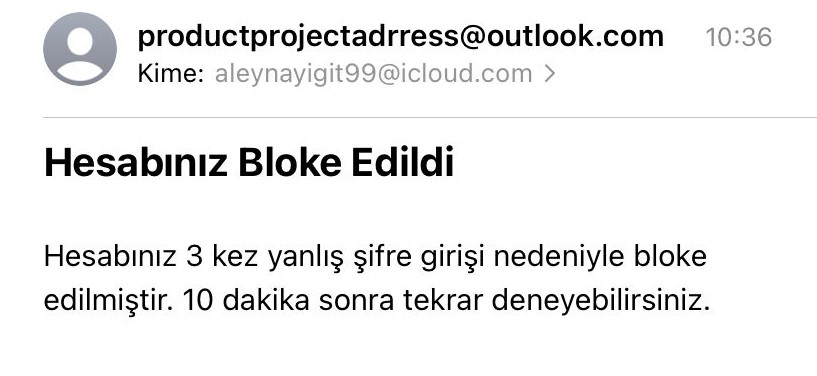 productprojectadrress@outlook.com 10:36
Kime: aleynayigit99@icloud.com >
Hesabınız Bloke Edildi
Hesabınız 3 kez yanlış şifre girişi nedeniyle bloke
edilmiştir. 10 dakika sonra tekrar deneyebilirsiniz.